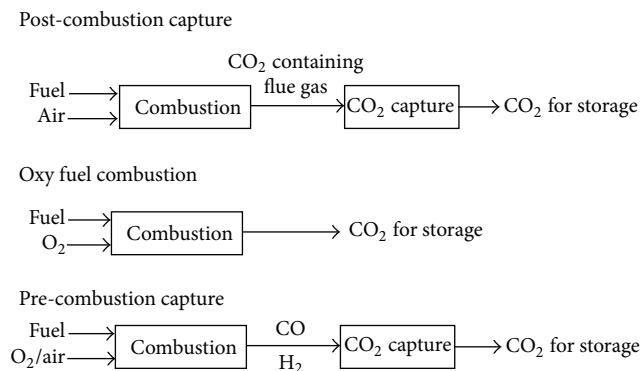 Post-combustion capture
CO₂ containing
flue gas
Fuel
Air
Combustion
CO₂ capture
CO₂ for storage
Oxy fuel combustion
Fuel
O₂
Combustion
CO₂ for storage
Pre-combustion capture
Fuel
O₂/air
Combustion
CO
H₂
CO₂ capture
CO₂ for storage